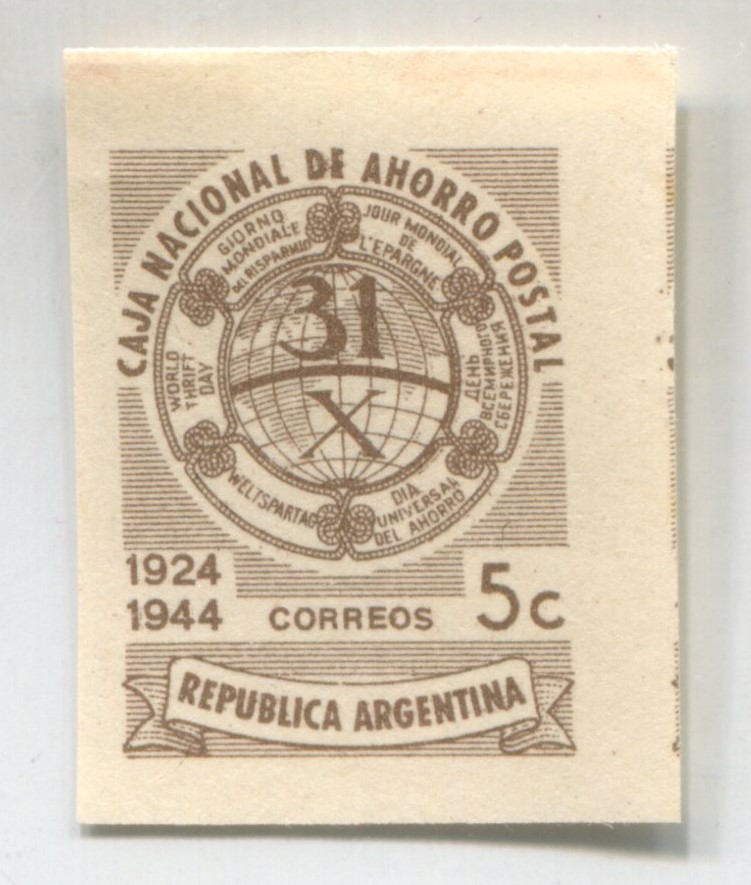 CAJA NACIONAL DE AHORRO POSTAL
GIORNO
MONDIALE
DEL RISPARMIO
JOUR MONDIAL
DE
L'EPARGNE
31
X
WORLD
THRIFT
DAY
ДЕНЬ
ВСЕМИРНОГО
СБЕРЕЖЕНИЯ
WELTSPARTAG
DIA
UNIVERSAL
DEL AHORRO
1924
1944
CORREOS
5c
REPUBLICA ARGENTINA